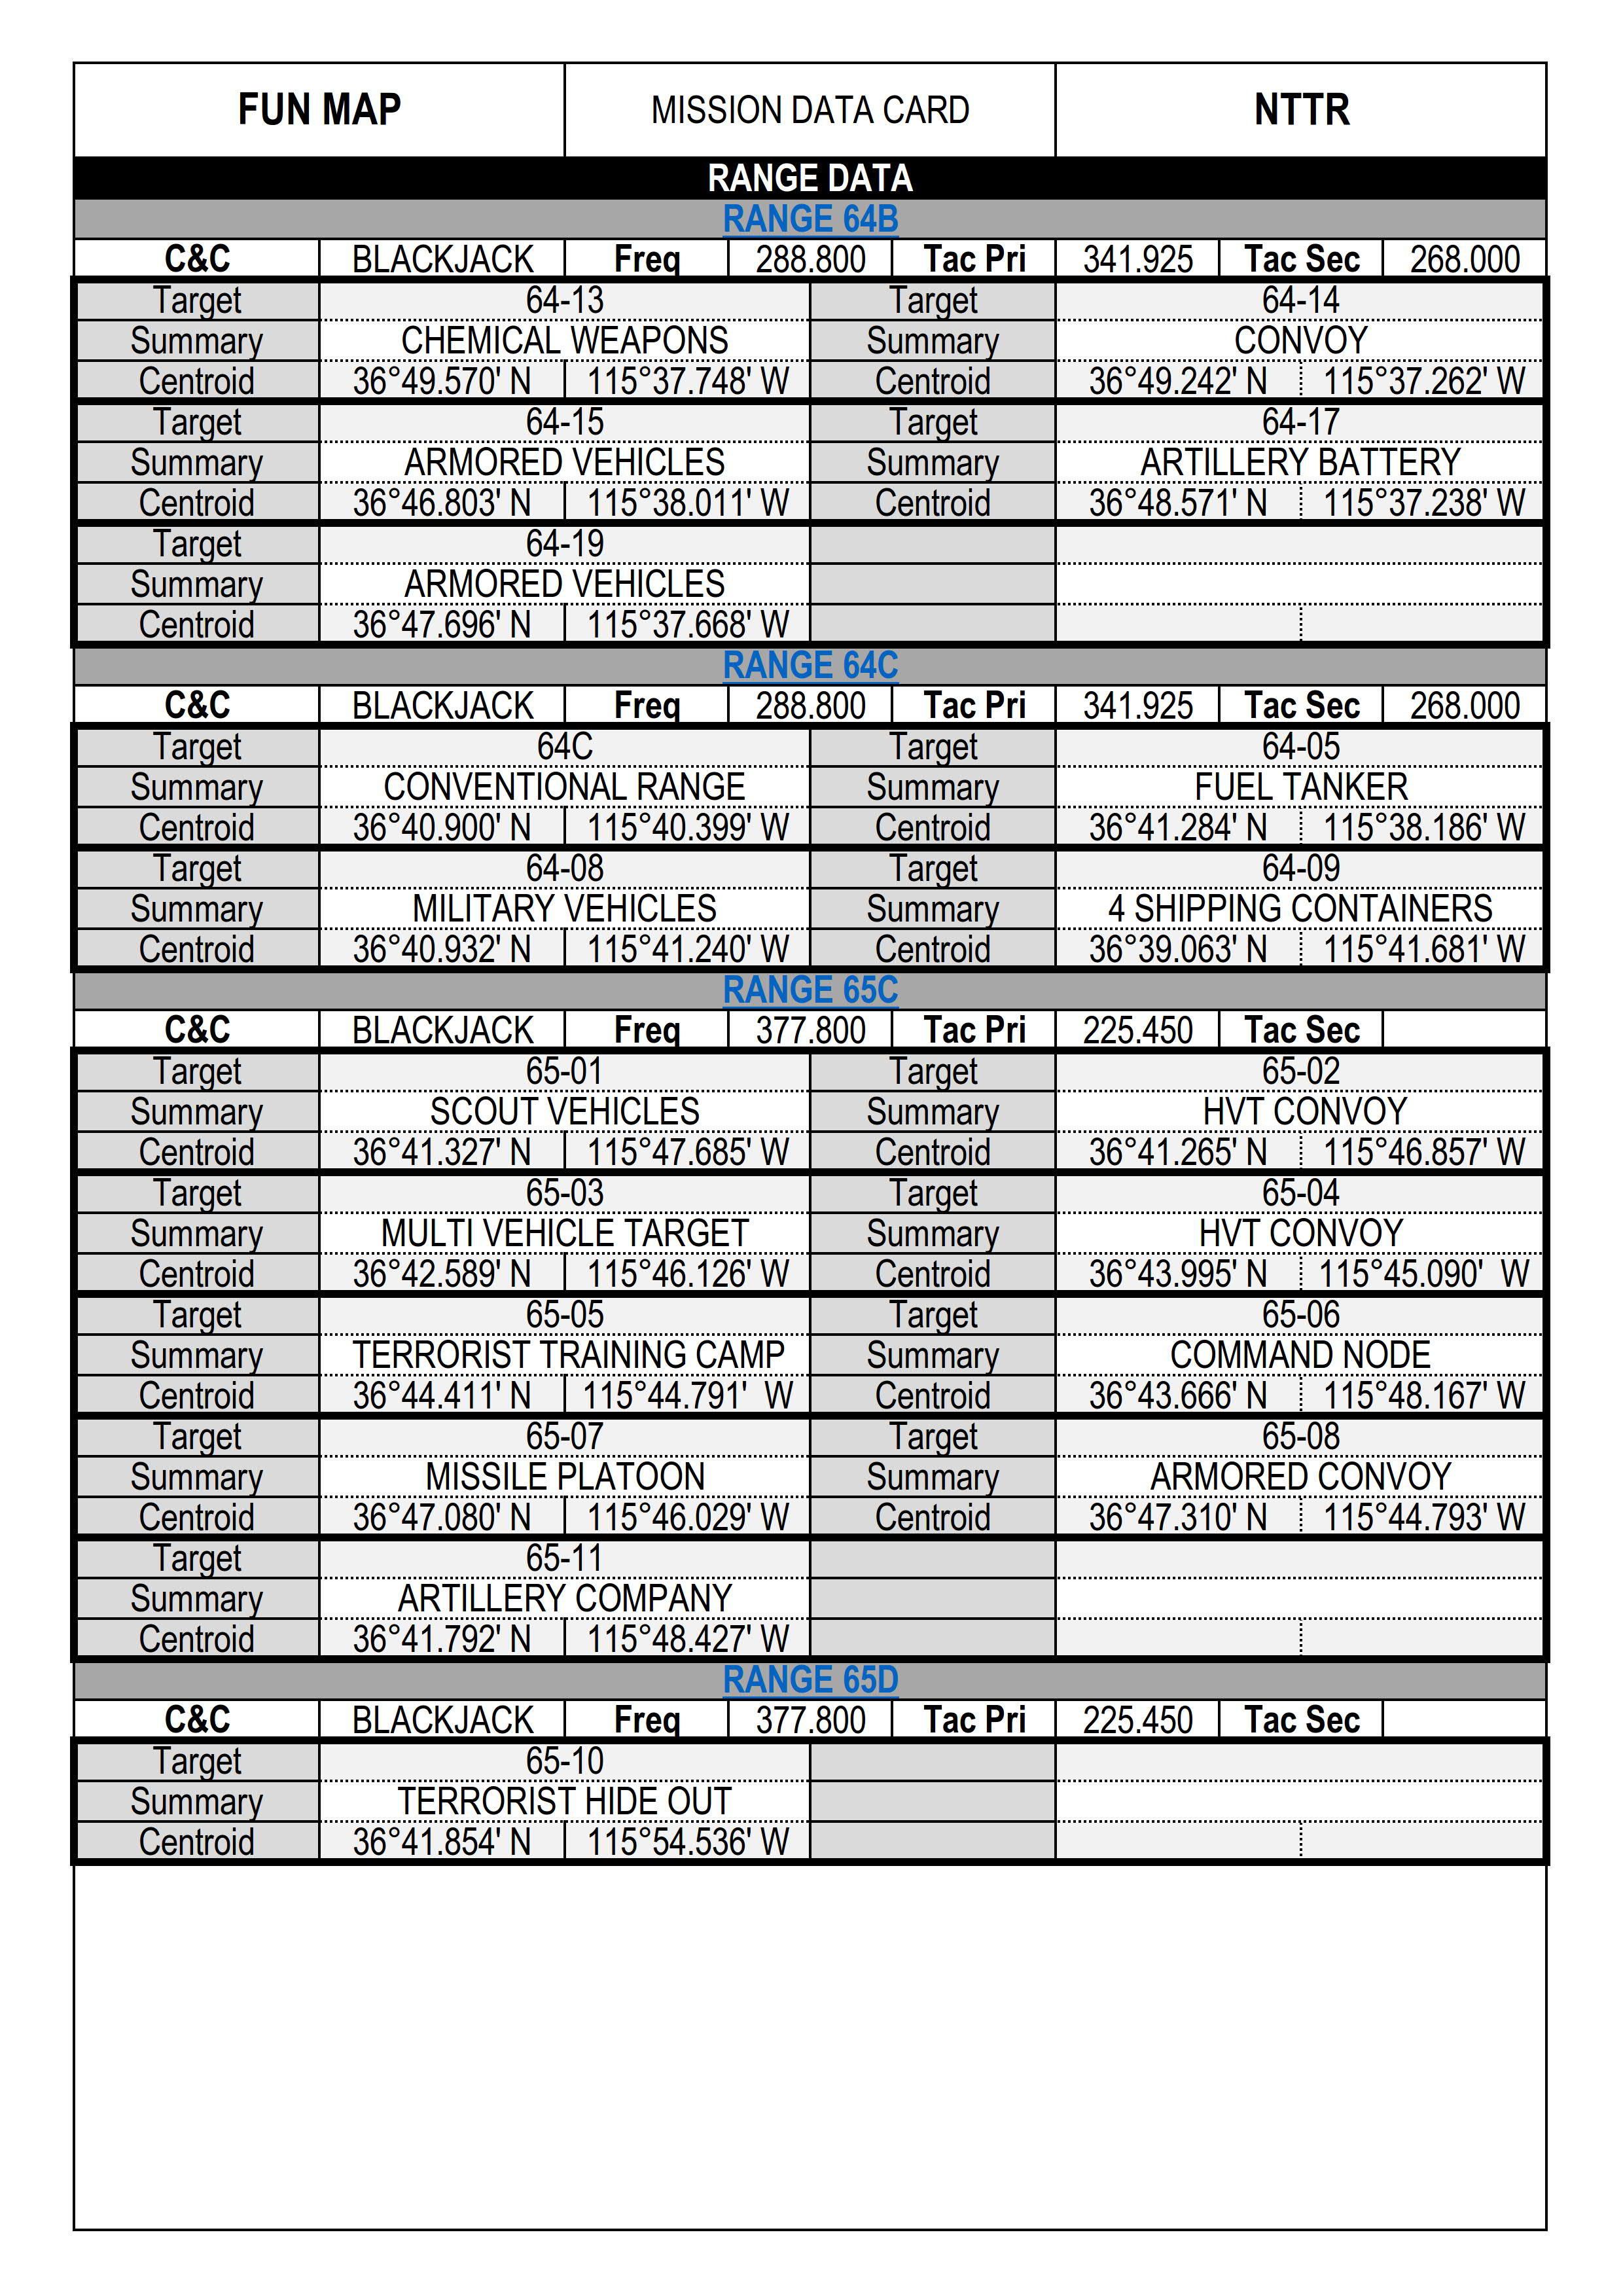 FUN MAP MISSION DATA CARD NTTR
RANGE DATA
RANGE 64B
C&C BLACKJACK Freq 288.800 Tac Pri 341.925 Tac Sec 268.000
Target 64-13 Target 64-14
Summary CHEMICAL WEAPONS Summary CONVOY
Centroid 36°49.570' N 115°37.748' W Centroid 36°49.242' N 115°37.262' W
Target 64-15 Target 64-17
Summary ARMORED VEHICLES Summary ARTILLERY BATTERY
Centroid 36°46.803' N 115°38.011' W Centroid 36°48.571' N 115°37.238' W
Target 64-19
Summary ARMORED VEHICLES
Centroid 36°47.696' N 115°37.668' W
RANGE 64C
C&C BLACKJACK Freq 288.800 Tac Pri 341.925 Tac Sec 268.000
Target 64C Target 64-05
Summary CONVENTIONAL RANGE Summary FUEL TANKER
Centroid 36°40.900' N 115°40.399' W Centroid 36°41.284' N 115°38.186' W
Target 64-08 Target 64-09
Summary MILITARY VEHICLES Summary 4 SHIPPING CONTAINERS
Centroid 36°40.932' N 115°41.240' W Centroid 36°39.063' N 115°41.681' W
RANGE 65C
C&C BLACKJACK Freq 377.800 Tac Pri 225.450 Tac Sec
Target 65-01 Target 65-02
Summary SCOUT VEHICLES Summary HVT CONVOY
Centroid 36°41.327' N 115°47.685' W Centroid 36°41.265' N 115°46.857' W
Target 65-03 Target 65-04
Summary MULTI VEHICLE TARGET Summary HVT CONVOY
Centroid 36°42.589' N 115°46.126' W Centroid 36°43.995' N 115°45.090' W
Target 65-05 Target 65-06
Summary TERRORIST TRAINING CAMP Summary COMMAND NODE
Centroid 36°44.411' N 115°44.791' W Centroid 36°43.666' N 115°48.167' W
Target 65-07 Target 65-08
Summary MISSILE PLATOON Summary ARMORED CONVOY
Centroid 36°47.080' N 115°46.029' W Centroid 36°47.310' N 115°44.793' W
Target 65-11
Summary ARTILLERY COMPANY
Centroid 36°41.792' N 115°48.427' W
RANGE 65D
C&C BLACKJACK Freq 377.800 Tac Pri 225.450 Tac Sec
Target 65-10
Summary TERRORIST HIDE OUT
Centroid 36°41.854' N 115°54.536' W